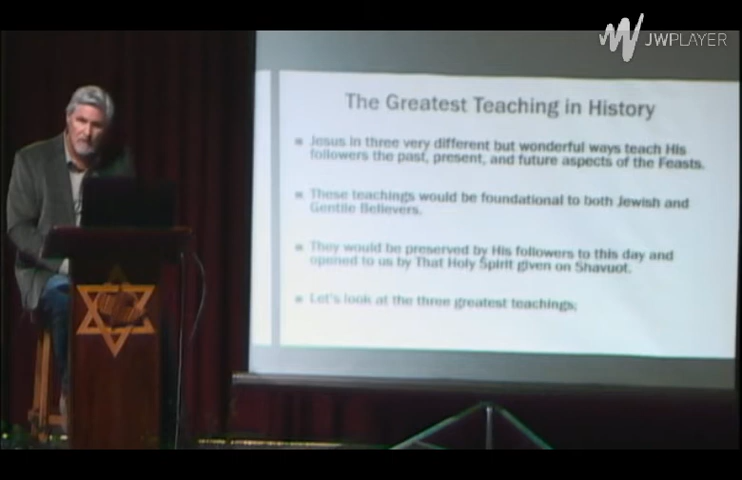 JWPLAYER
The Greatest Teaching in History
Jesus in three very different but wonderful ways teach His
followers the past, present, and future aspects of the Feasts.
These teachings would be foundational to both Jewish and
Gentile Believers.
They would be preserved by His followers to this day and
opened to us by That Holy Spirit given on Shavuot.
Let's look at the three greatest teachings;